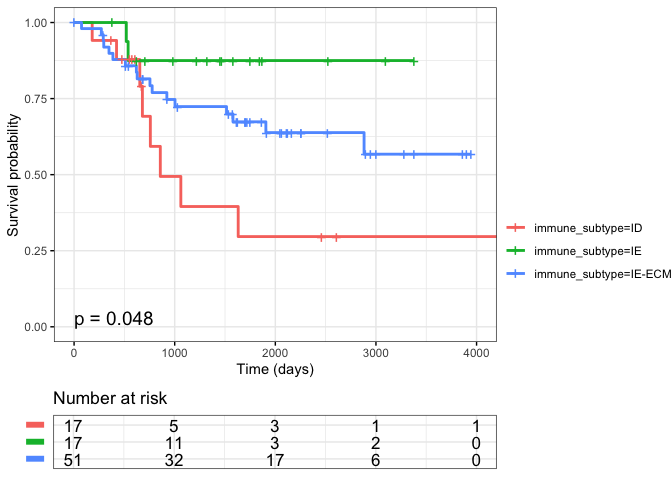 1.00
0.75
0.50
0.25
0.00
Survival probability
p = 0.048
0 1000 2000 3000 4000
Time (days)
immune_subtype=ID
immune_subtype=IE
immune_subtype=IE-ECM
Number at risk
17 5 3 1 1
17 11 3 2 0
51 32 17 6 0